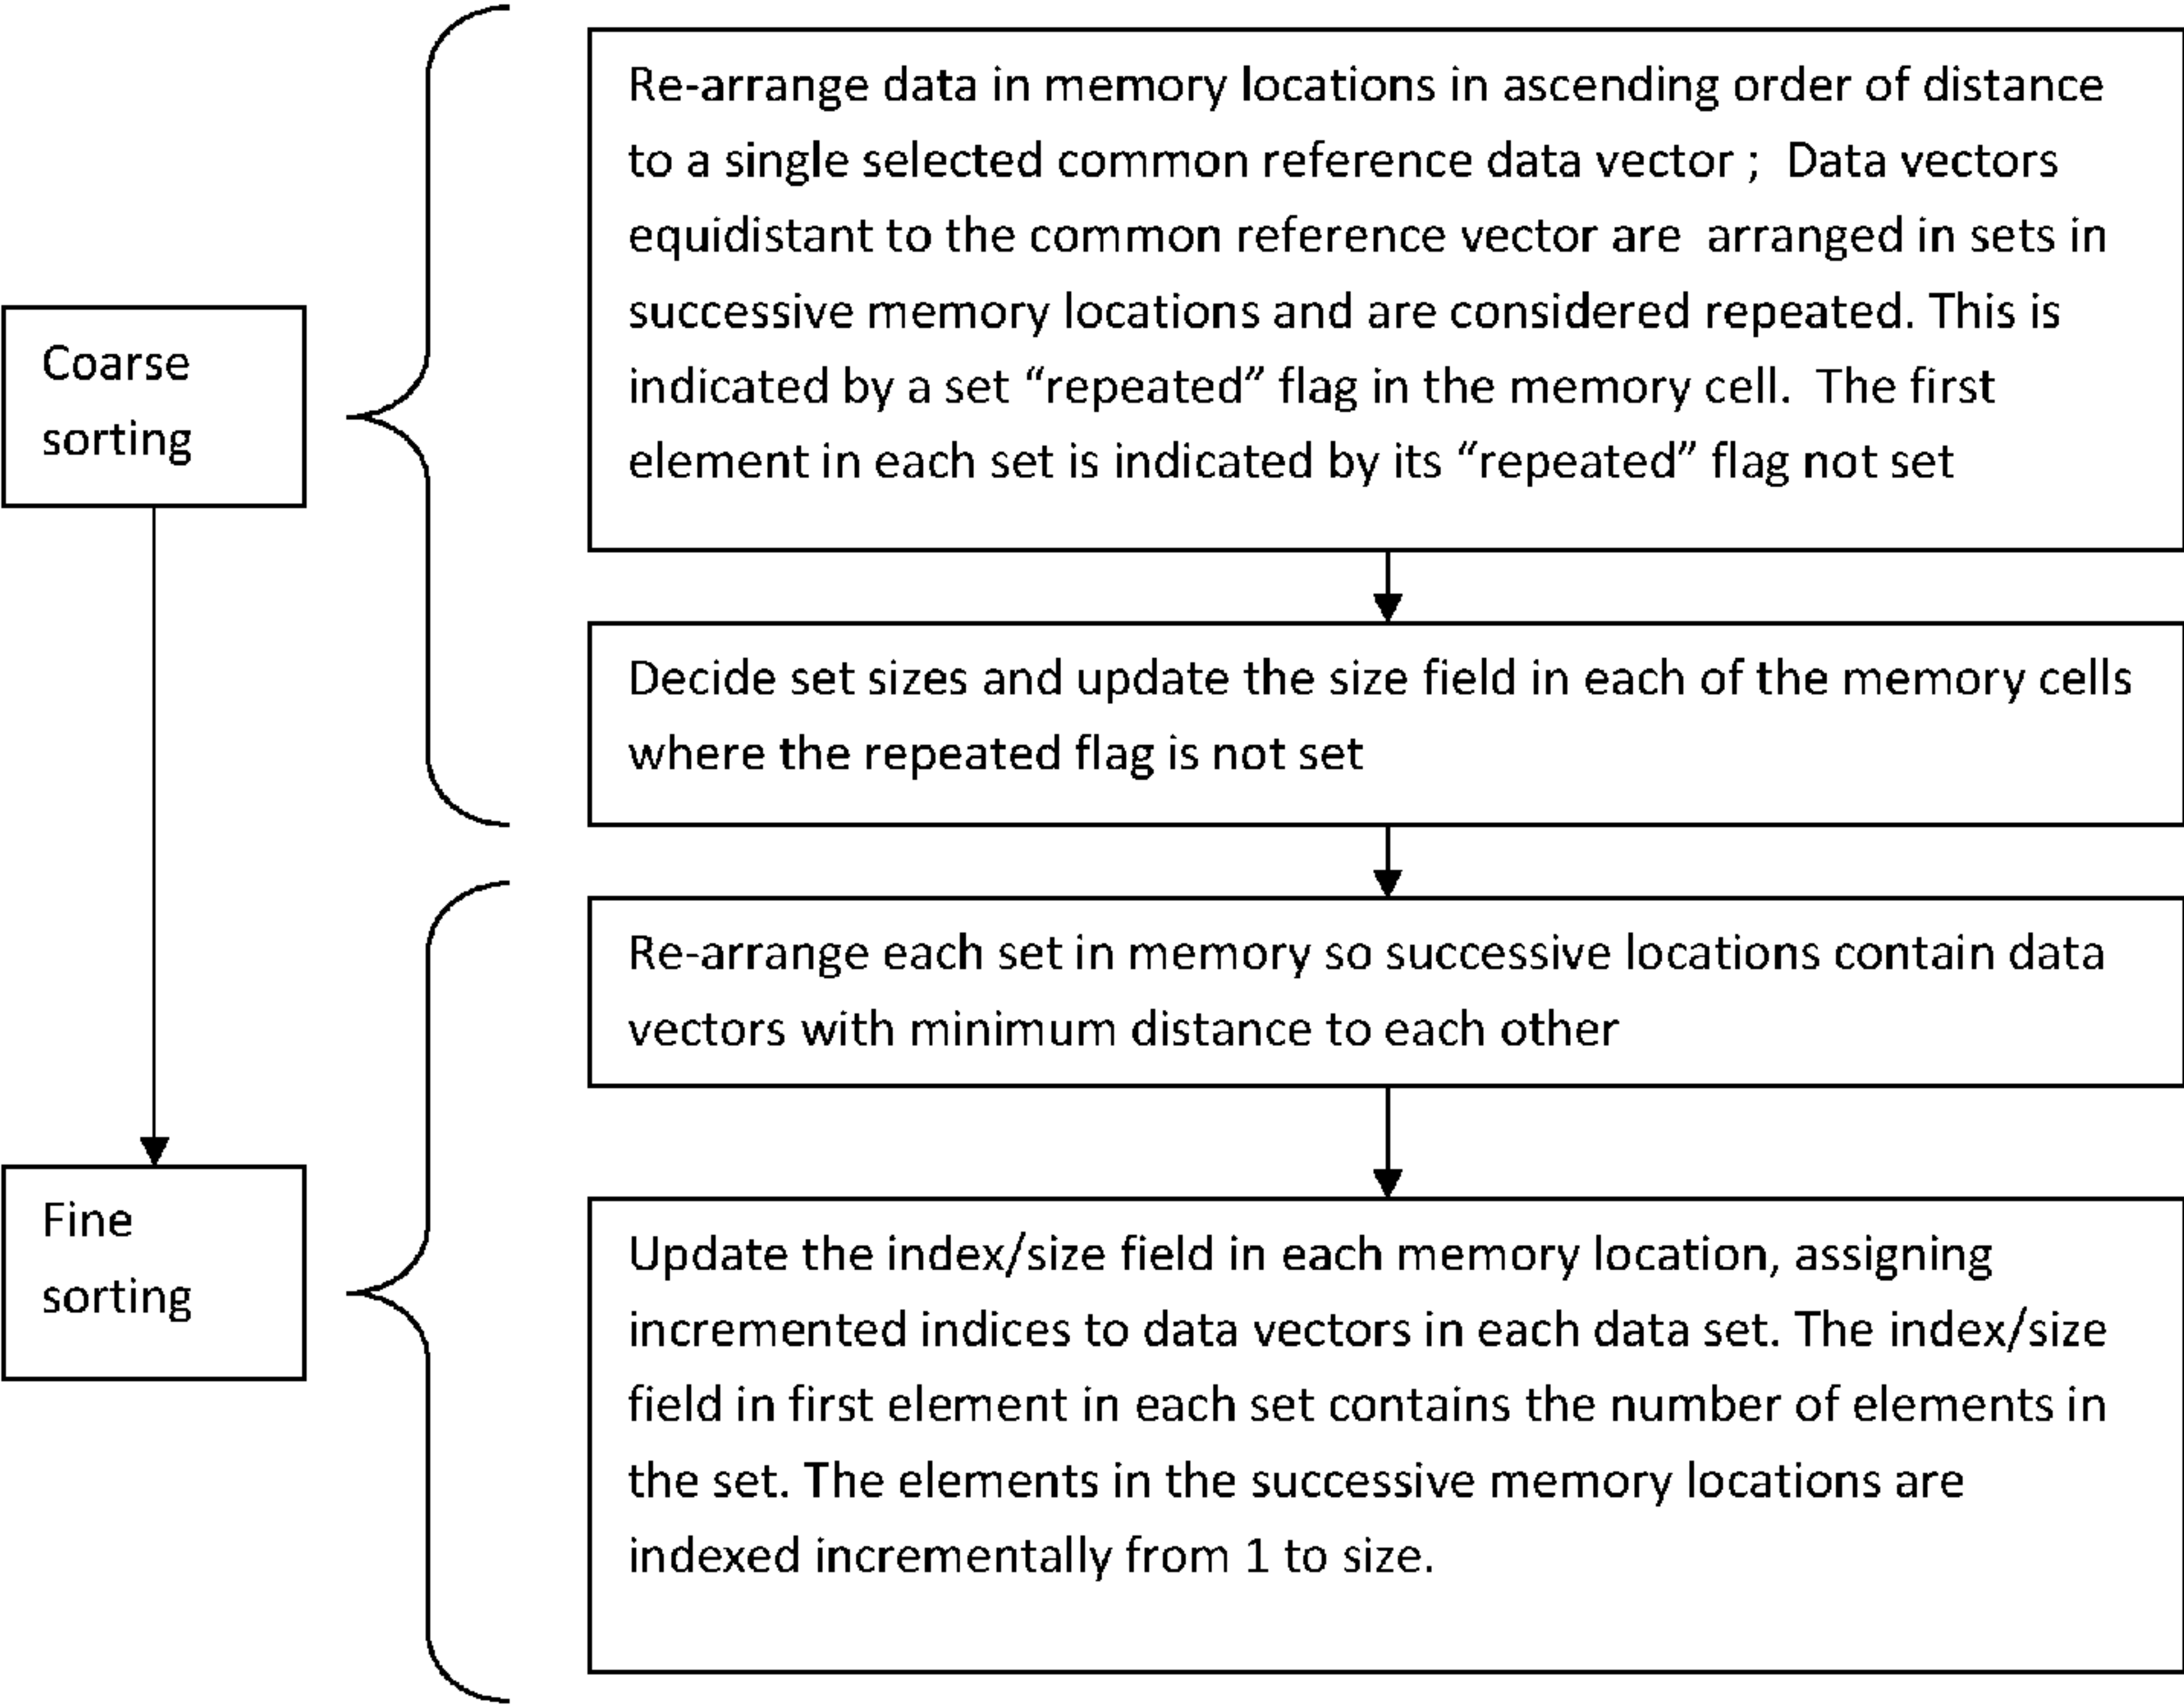 Coarse
sorting
Re-arrange data in memory locations in ascending order of distance
to a single selected common reference data vector ; Data vectors
equidistant to the common reference vector are arranged in sets in
successive memory locations and are considered repeated. This is
indicated by a set “repeated” flag in the memory cell. The first
element in each set is indicated by its “repeated” flag not set
Decide set sizes and update the size field in each of the memory cells
where the repeated flag is not set
Fine
sorting
Re-arrange each set in memory so successive locations contain data
vectors with minimum distance to each other
Update the index/size field in each memory location, assigning
incremented indices to data vectors in each data set. The index/size
field in first element in each set contains the number of elements in
the set. The elements in the successive memory locations are
indexed incrementally from 1 to size.